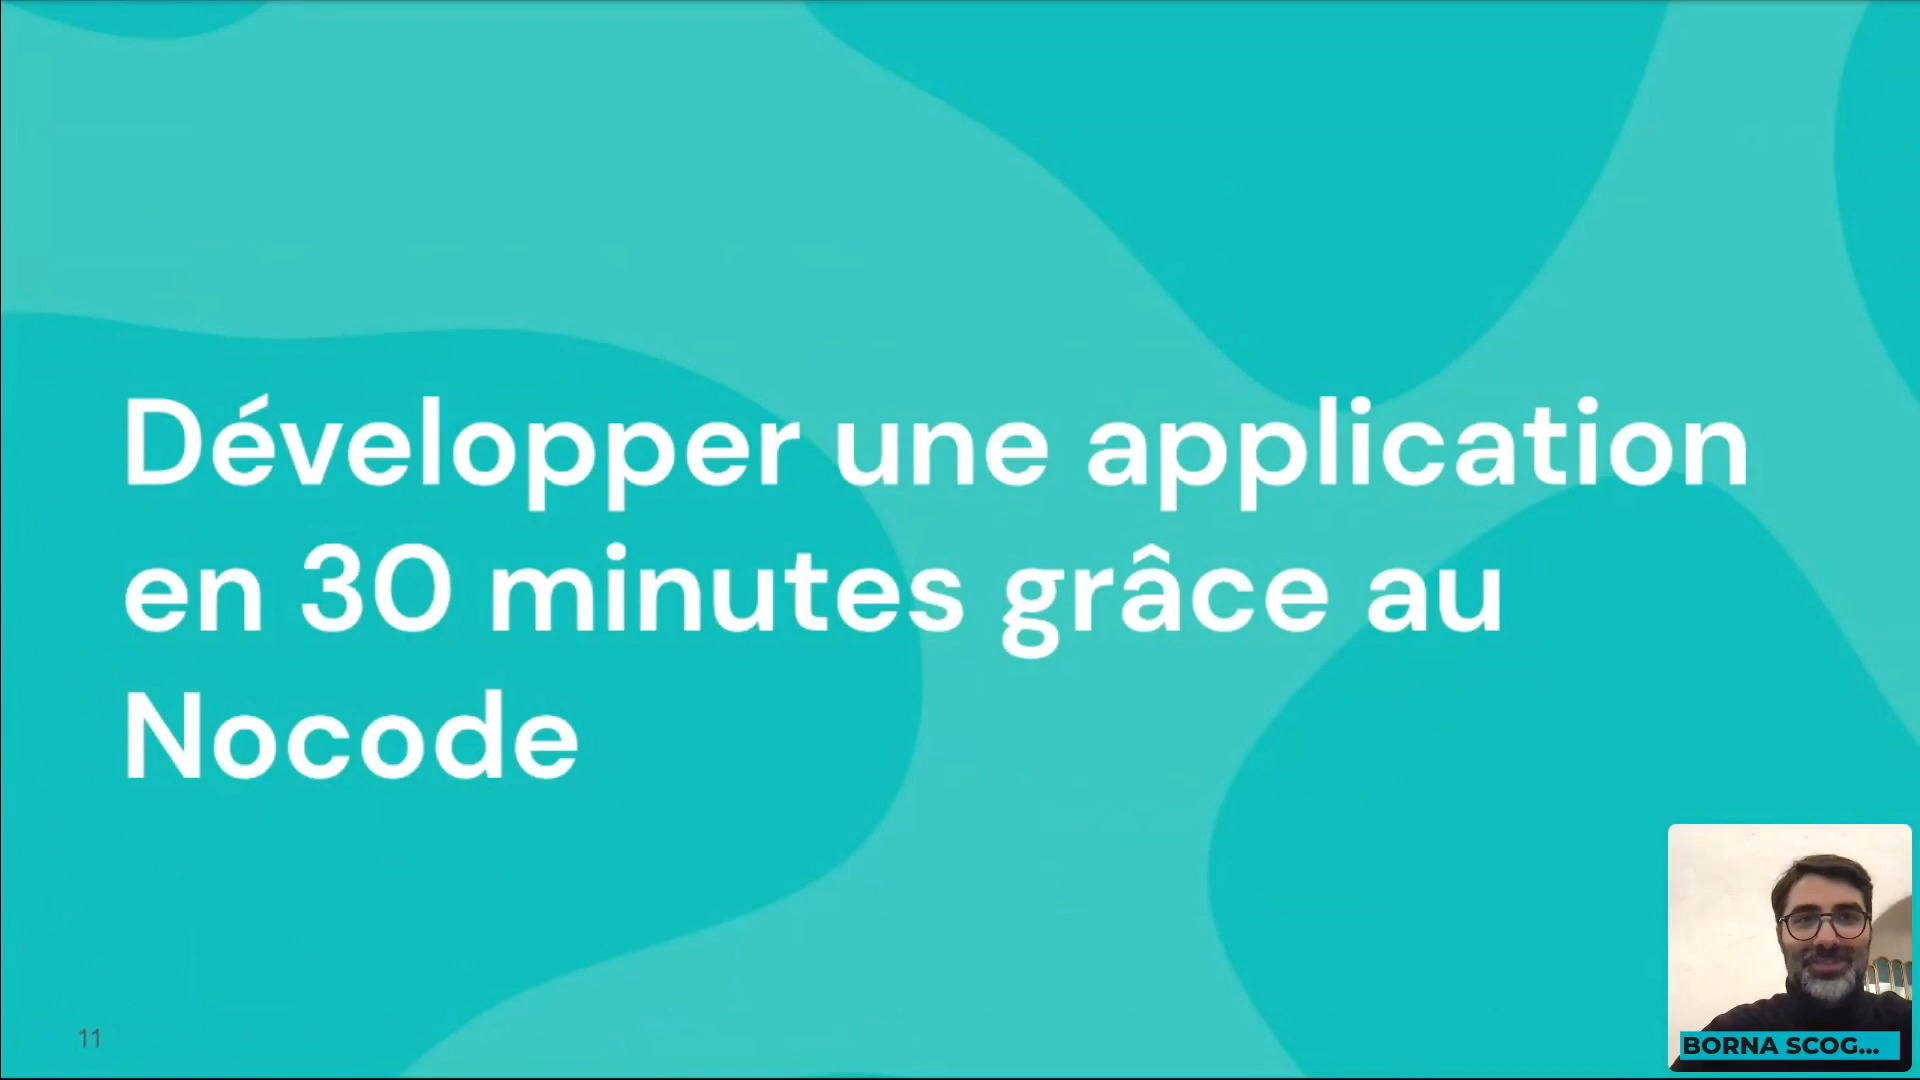 Développer une application
en 30 minutes grâce au
Nocode
11
BORNA SCOG...